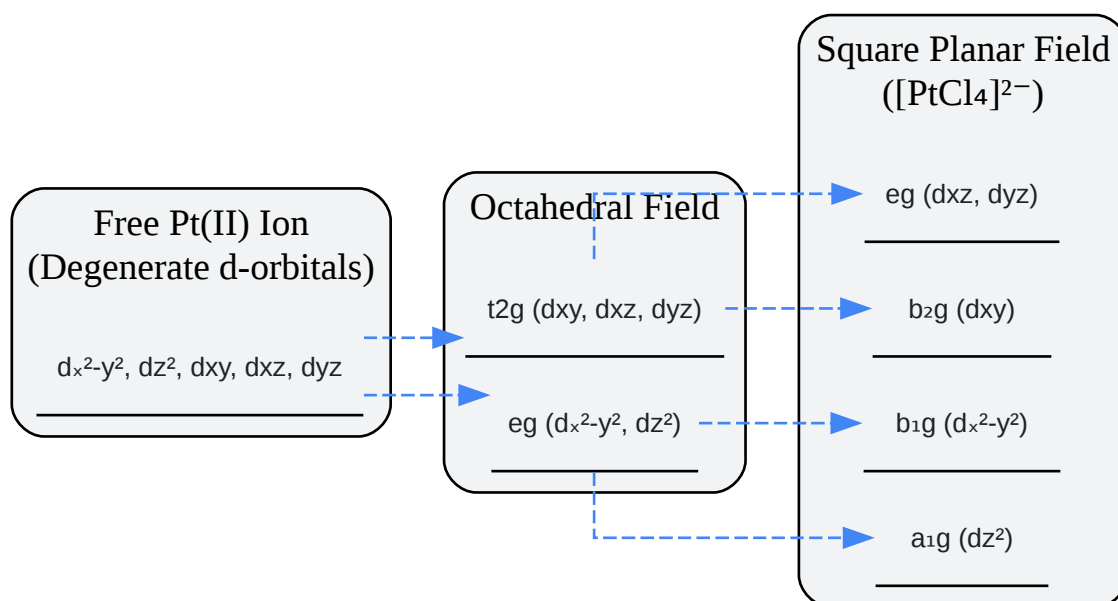 Free Pt(II) Ion
(Degenerate d-orbitals)
dₓ²-y², dz², dxy, dxz, dyz
Octahedral Field
t2g (dxy, dxz, dyz)
eg (dₓ²-y², dz²)
Square Planar Field
([PtCl₄]²⁻)
eg (dxz, dyz)
b₂g (dxy)
b₁g (dₓ²-y²)
a₁g (dz²)